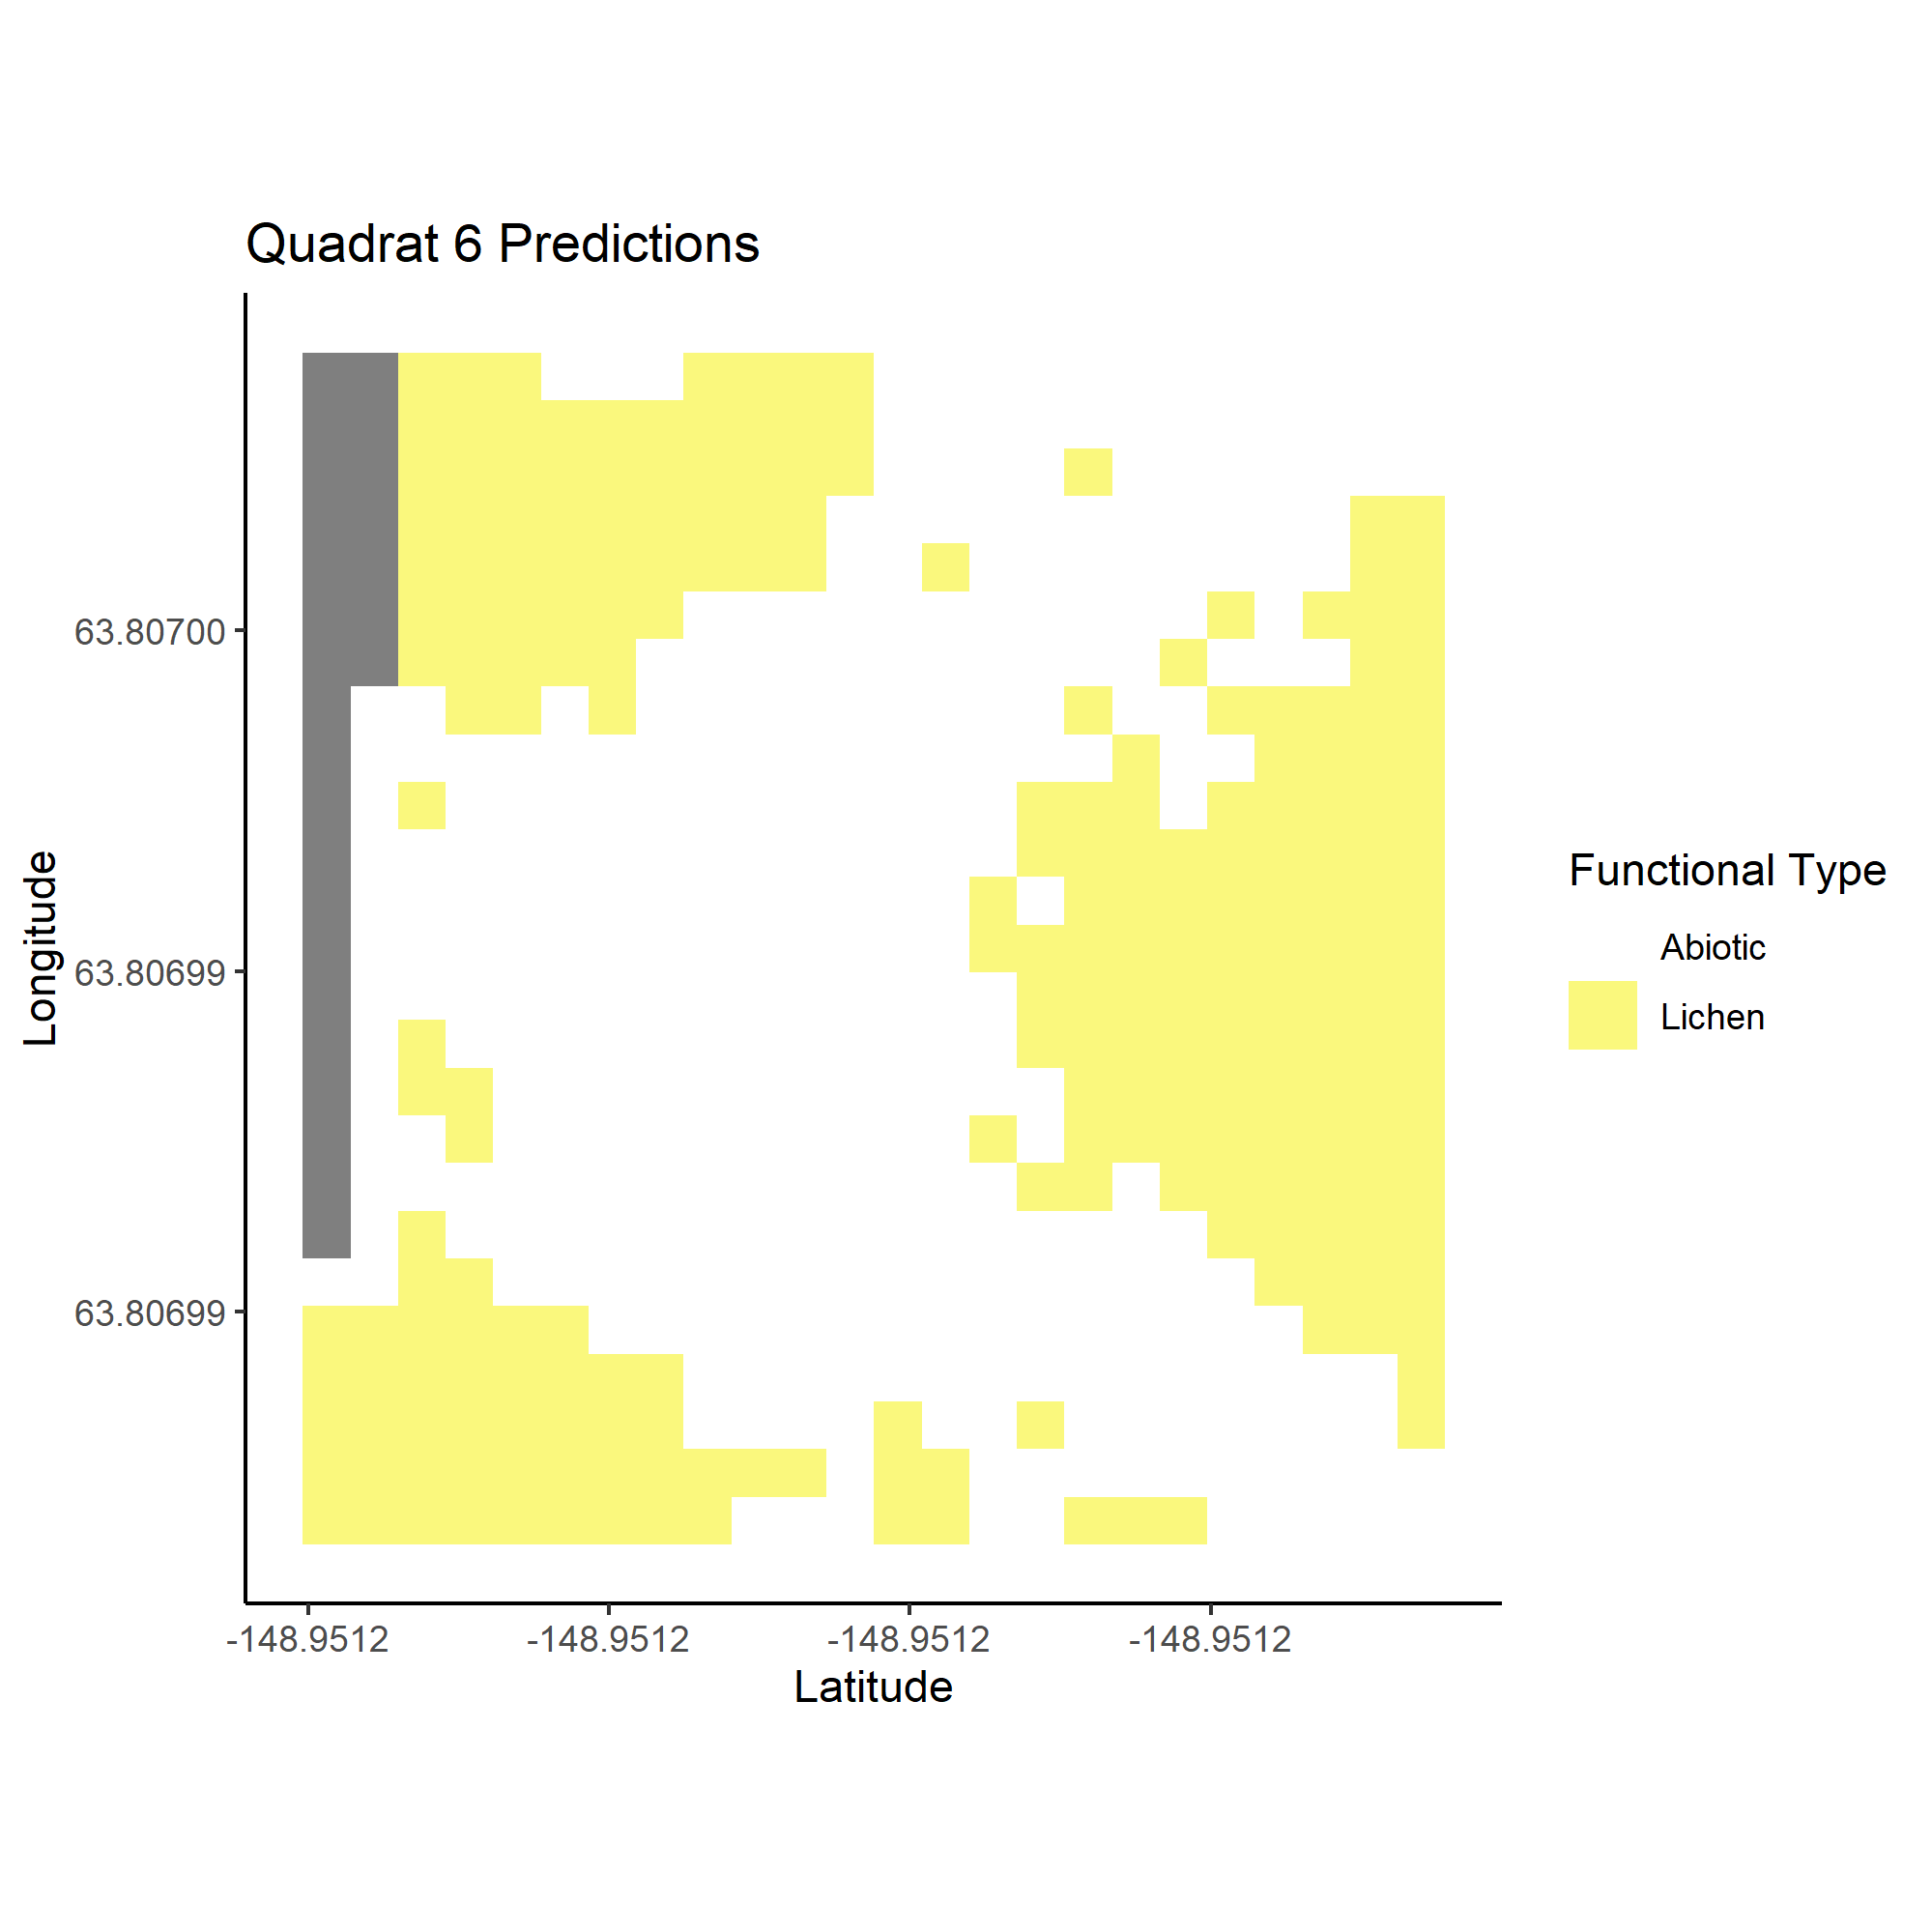 Quadrat 6 Predictions
63.80700
63.80699
63.80699
Longitude
-148.9512 -148.9512 -148.9512 -148.9512
Latitude
Functional Type
Abiotic
Lichen